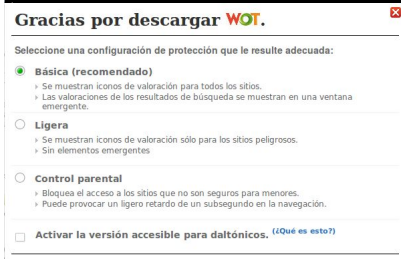 Gracias por descargar WOT.
Seleccione una configuración de protección que le resulte adecuada:
Básica (recomendado)
Se muestran iconos de valoración para todos los sitios.
Las valoraciones de los resultados de búsqueda se muestran en una ventana
emergente.
Ligera
Se muestran iconos de valoración sólo para los sitios peligrosos.
Sin elementos emergentes
Control parental
Bloquea el acceso a los sitios que no son seguros para menores.
Puede provocar un ligero retardo de un subsegundo en la navegación.
Activar la versión accesible para daltónicos. (¿Qué es esto?)